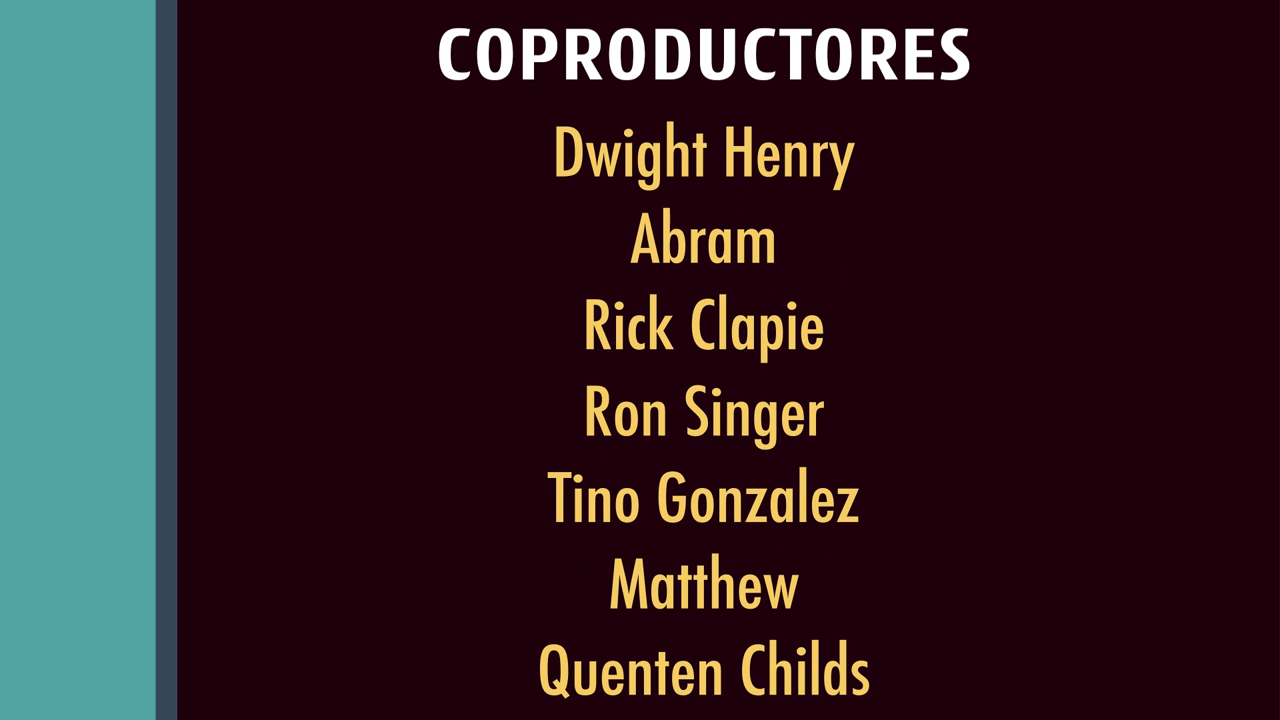 COPRODUCTORES
Dwight Henry
Abram
Rick Clapie
Ron Singer
Tino Gonzalez
Matthew
Quenten Childs